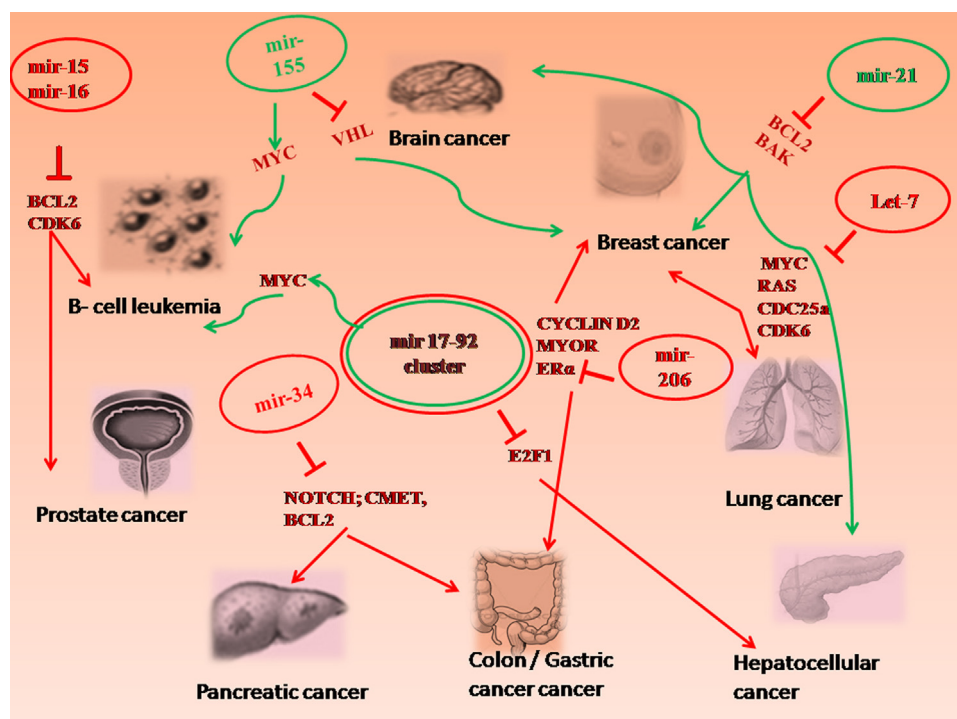 mir-15
mir-16
mir-
155
mir-21
VHL
Brain cancer
BCL2
BAK
MYC
BCL2
CDK6
Let-7
Breast cancer
MYC
RAS
CDC25a
CDK6
B- cell leukemia
MYC
mir 17-92
cluster
CYCLIN D2
MYOR
ERα
mir-
206
mir-34
E2F1
NOTCH; CMET,
BCL2
Lung cancer
Prostate cancer
Colon / Gastric
cancer cancer
Hepatocellular
cancer
Pancreatic cancer